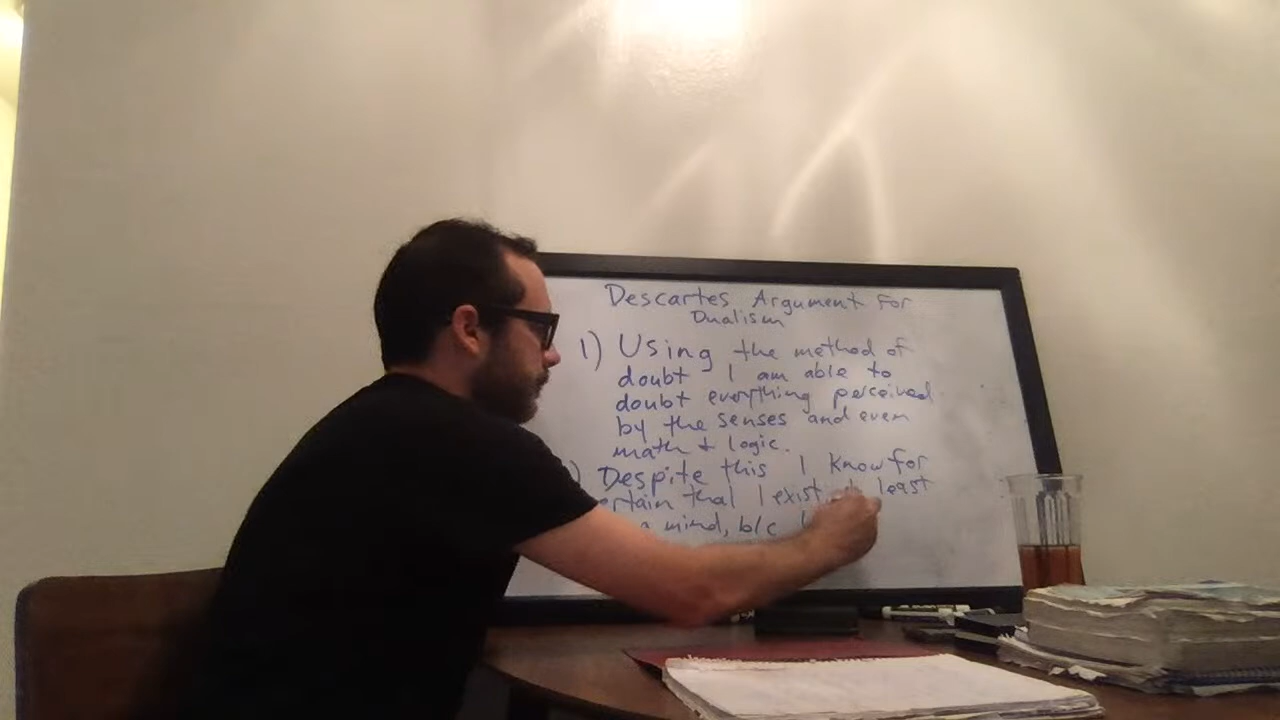 Descartes Argument For
Dualism
1) Using the method of
doubt I am able to
doubt everything perceived
by the senses and even
math + logic.
) Despite this I know for
ertain that I exist, least
a mind, b/c